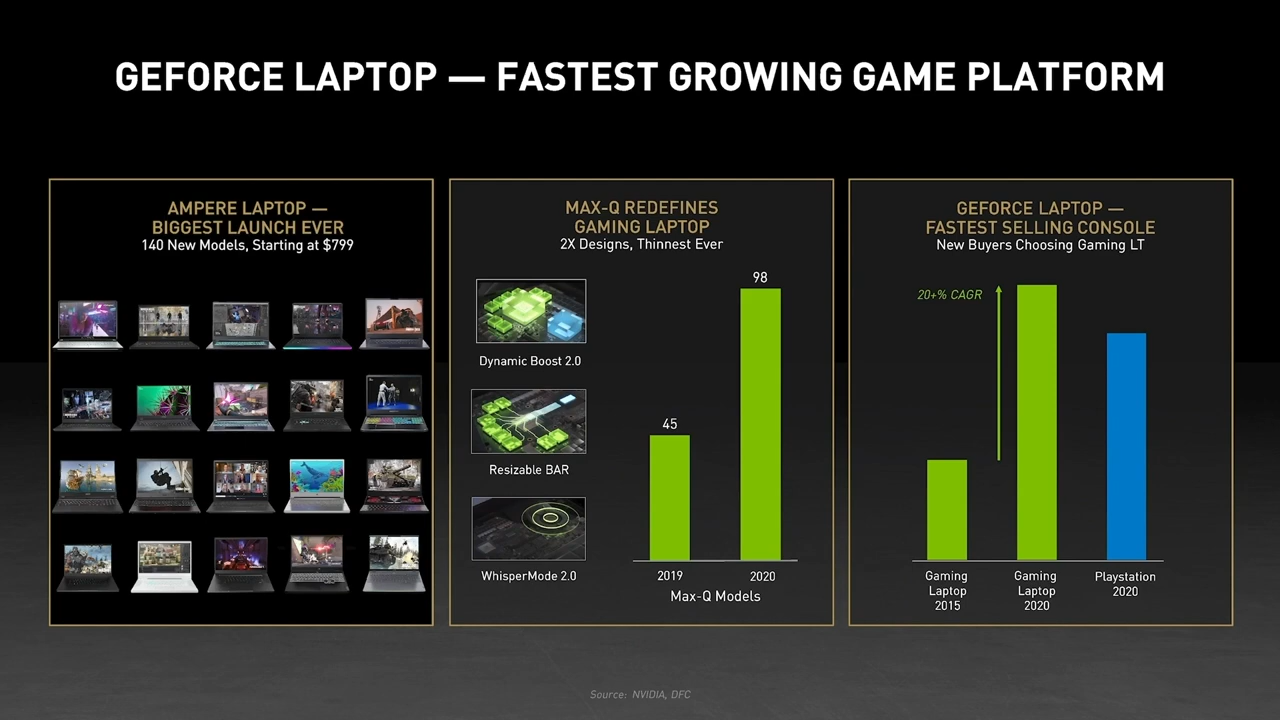 GEFORCE LAPTOP — FASTEST GROWING GAME PLATFORM
AMPERE LAPTOP —
BIGGEST LAUNCH EVER
140 New Models, Starting at $799
MAX-Q REDEFINES
GAMING LAPTOP
2X Designs, Thinnest Ever
Dynamic Boost 2.0
Resizable BAR
WhisperMode 2.0
45
98
2019
2020
Max-Q Models
GEFORCE LAPTOP —
FASTEST SELLING CONSOLE
New Buyers Choosing Gaming LT
20+% CAGR
Gaming
Laptop
2015
Gaming
Laptop
2020
Playstation
2020
Source: NVIDIA, DFC